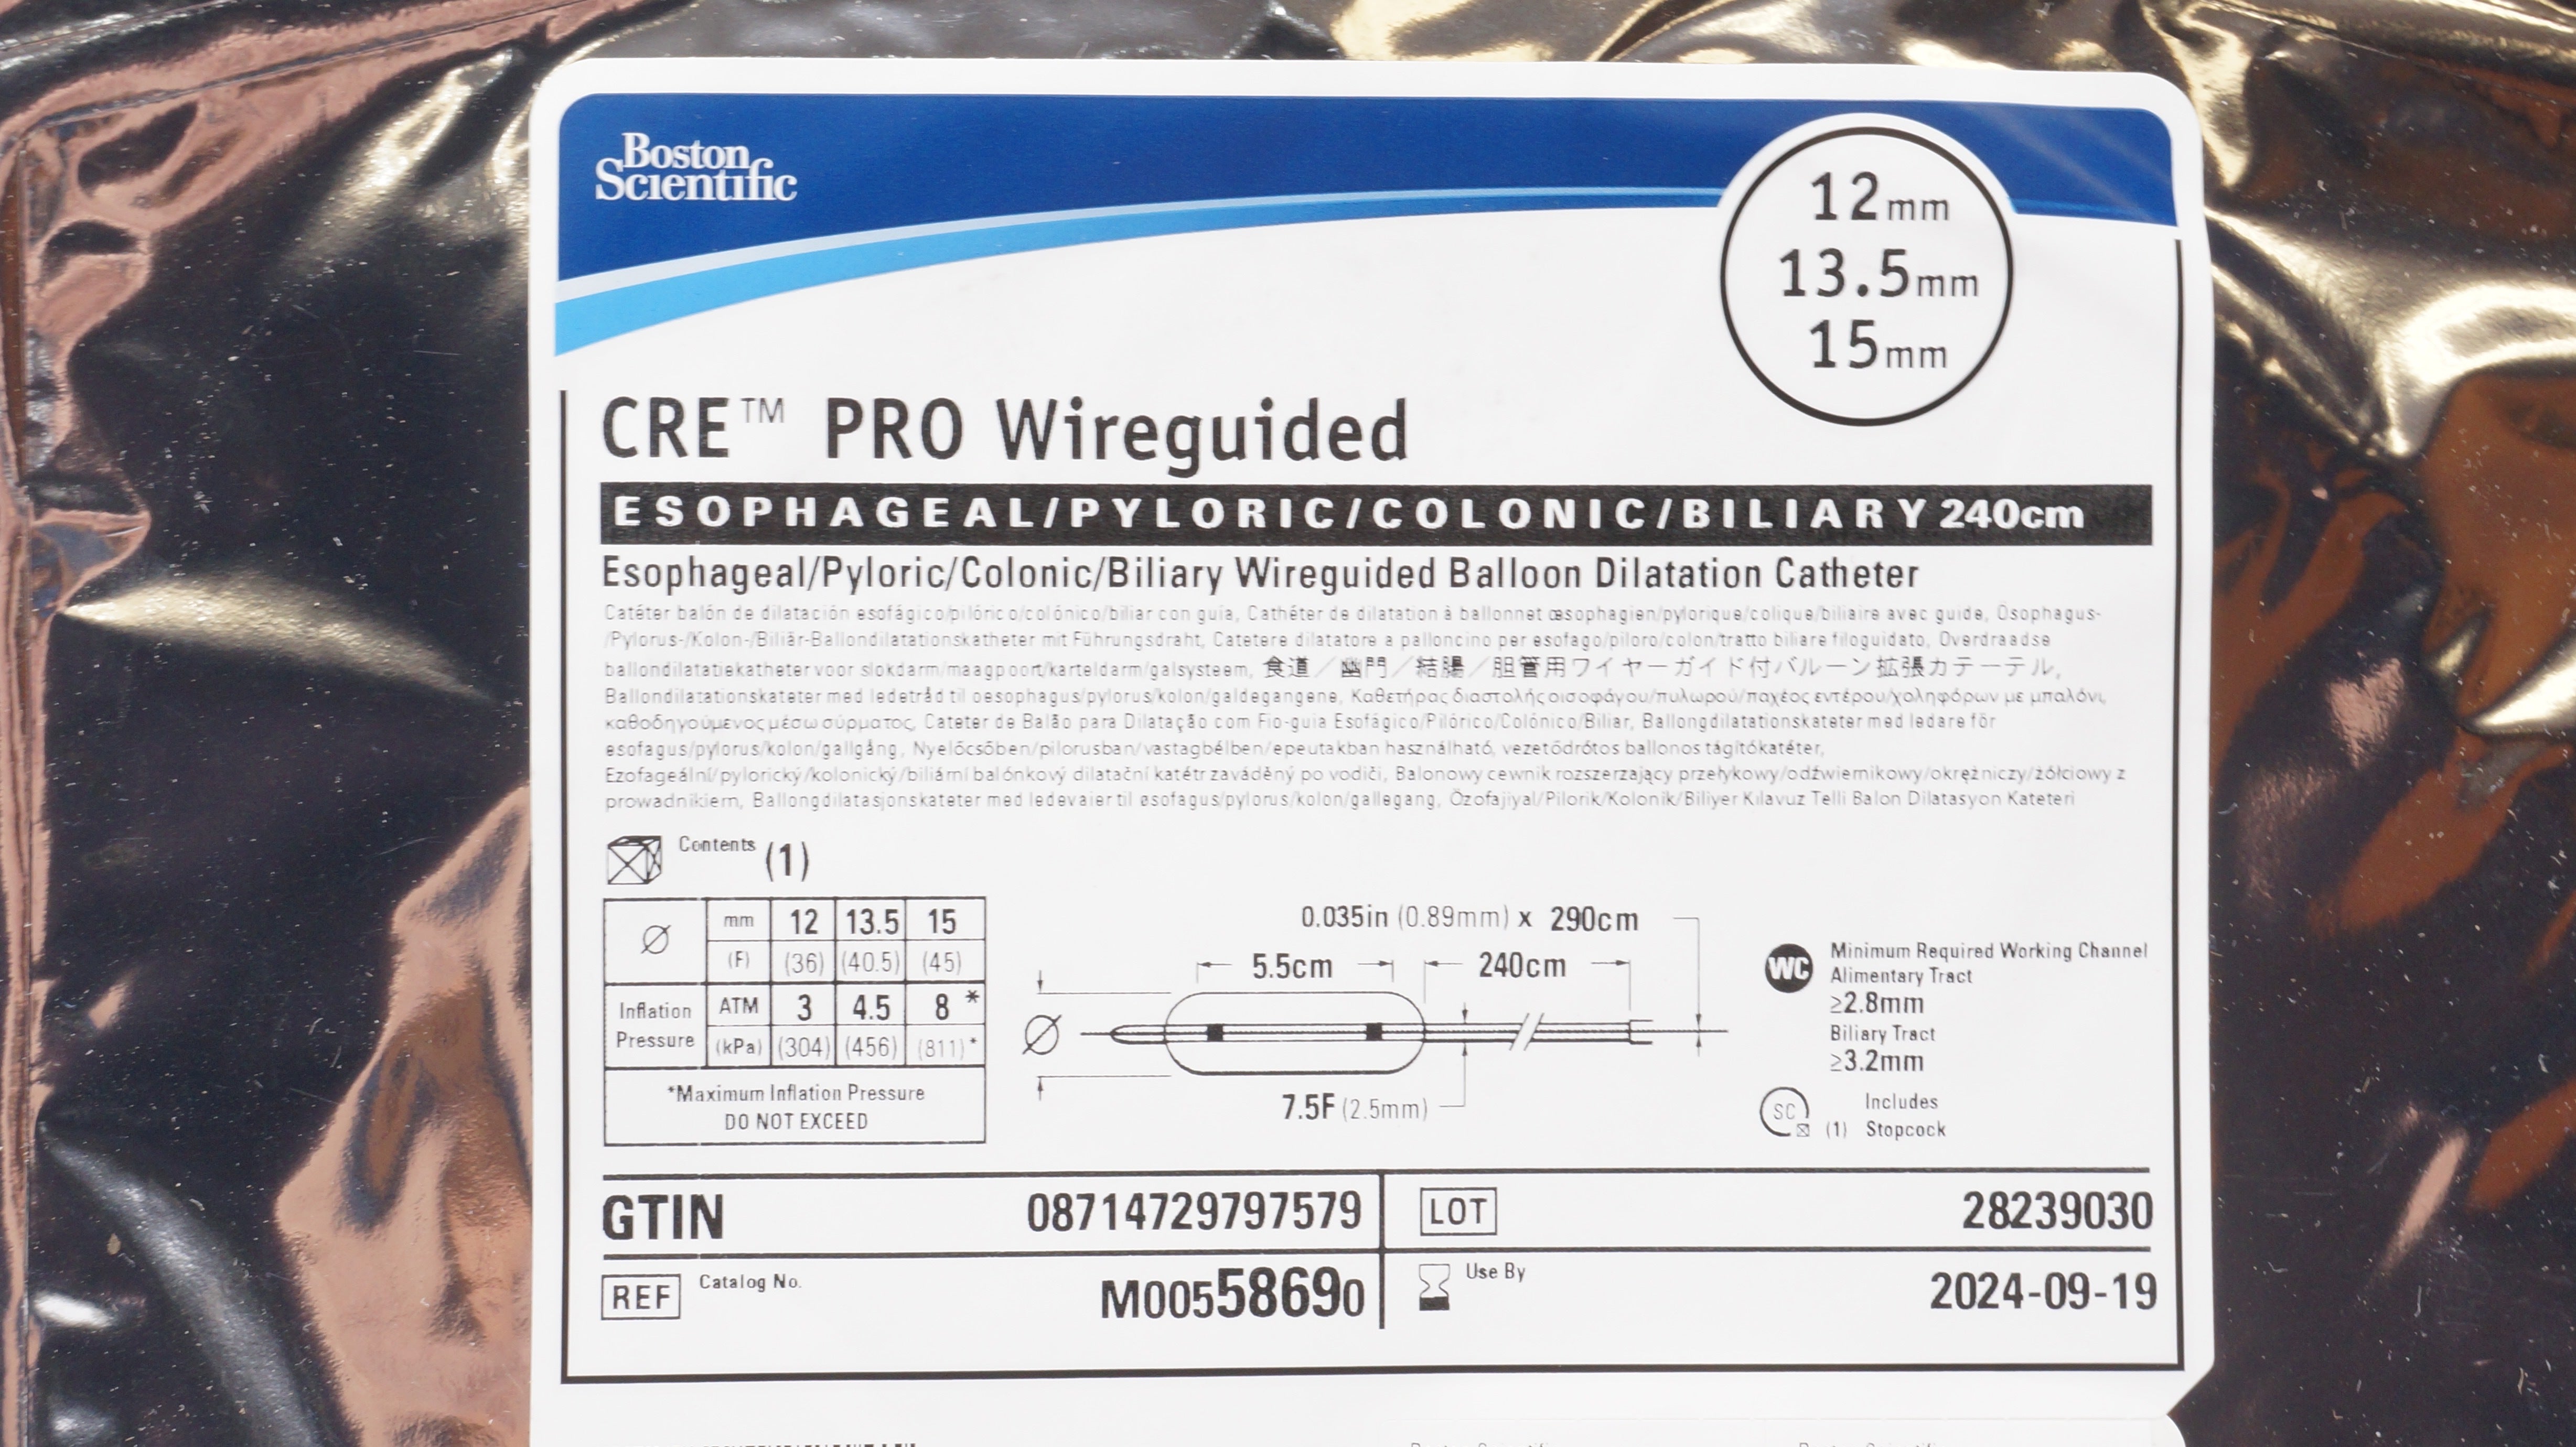 Boston
Scientific
12mm
13.5mm
15mm
CRE™ PRO Wireguided
ESOPHAGEAL/PYLORIC/COLONIC/BILIARY 240cm
Esophageal/Pyloric/Colonic/Biliary Wireguided Balloon Dilatation Catheter
Catéter balón de dilatación esofágico/pilórico/colónico/biliar con guía, Cathéter de dilatation à ballonnet œsophagien/pylorique/colique/biliaire avec guide, Ösophagus-
/Pylorus-/Kolon-/Biliär-Ballondilatationskatheter mit Führungsdraht, Catetere dilatatore a palloncino per esofago/piloro/colon/tratto biliare filoguidato, Overdraadse
ballondilatatiekatheter voor slokdarm/maagpoort/karteldarm/galsysteem, 食道／幽門／結腸／胆管用ワイヤーガイド付バルーン拡張カテーテル,
Ballondilatationskateter med ledetråd til oesophagus/pylorus/kolon/galdegangene, Καθετήρας διαστολής οισοφάγου/πυλωρού/παχέος εντέρου/χοληφόρων με μπαλόνι,
καθοδηγούμενος μέσω σύρματος, Cateter de Balão para Dilatação com Fio-guia Esofágico/Pilórico/Colónico/Biliar, Ballongdilatationskateter med ledare för
esofagus/pylorus/kolon/gallgång, Nyelőcsőben/pilorusban/vastagbélben/epeutakban használható, vezetődrótos ballonos tágítókatéter,
Ezofageální/pylorický/kolonický/biliární balónkový dilatační katétr zaváděný po vodiči, Balonowy cewnik rozszerzający przełykowy/odźwiernikowy/okrężniczy/żółciowy z
prowadnikiem, Ballongdilatasjonskateter med ledevaier til øsofagus/pylorus/kolon/gallegang, Özofajiyal/Pilorik/Kolonik/Biliyer Kılavuz Telli Balon Dilatasyon Kateteri
Contents (1)
Ø mm 12 13.5 15
(F) (36) (40.5) (45)
Inflation Pressure ATM 3 4.5 8 *
(kPa) (304) (456) (811)*
*Maximum Inflation Pressure
DO NOT EXCEED
0.035in (0.89mm) x 290cm
5.5cm 240cm
Ø
7.5F (2.5mm)
WC Minimum Required Working Channel
Alimentary Tract
≥2.8mm
Biliary Tract
≥3.2mm
SC Includes
(1) Stopcock
GTIN 08714729797579
LOT 28239030
REF Catalog No. M00558690
Use By 2024-09-19